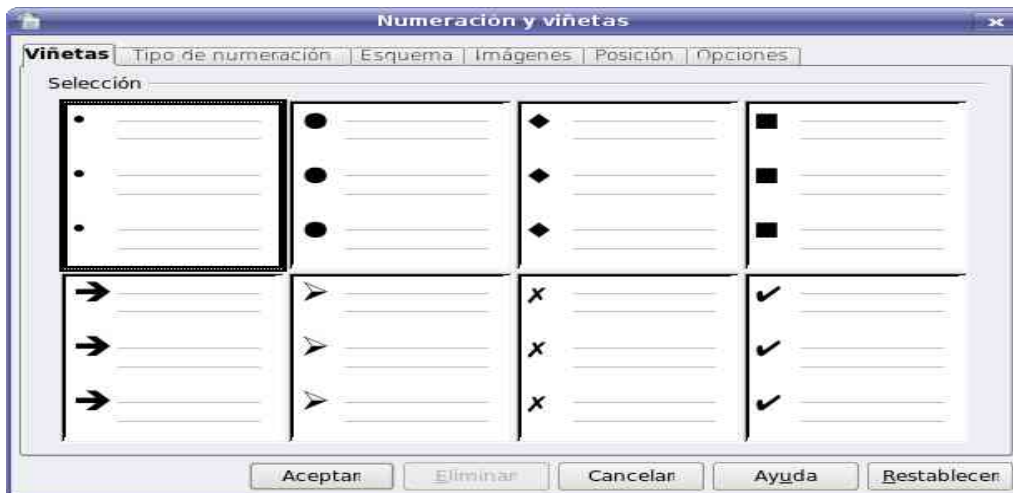 Numeración y viñetas
Viñetas Tipo de numeración Esquema Imágenes Posición Opciones
Selección
Aceptar Eliminar Cancelar Ayuda Restablecer